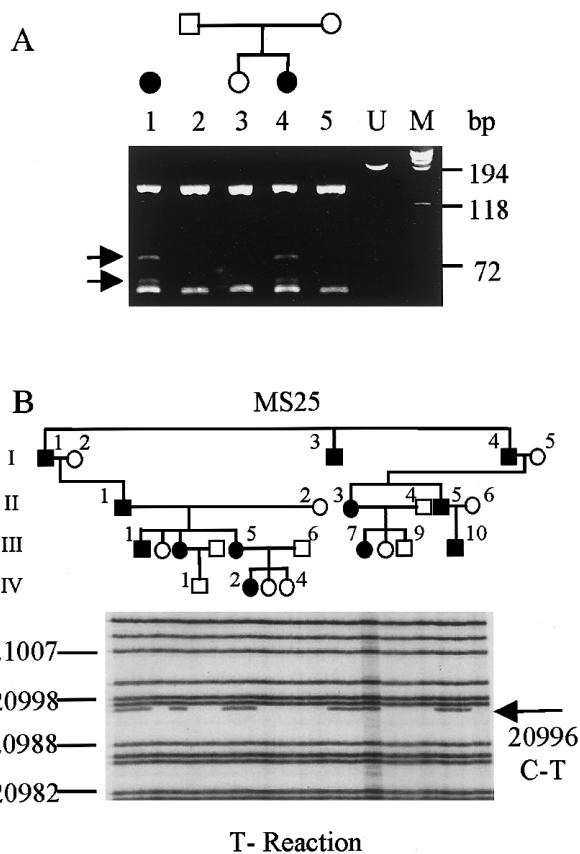 A
1 2 3 4 5 U M bp
194
118
72
B MS25
I 1 2 3 4 5
II 1 2 3 4 5 6
III 1 5 6 7 9 10
IV 1 2 4
1007
20998
20988
20982
20996
C-T
T- Reaction